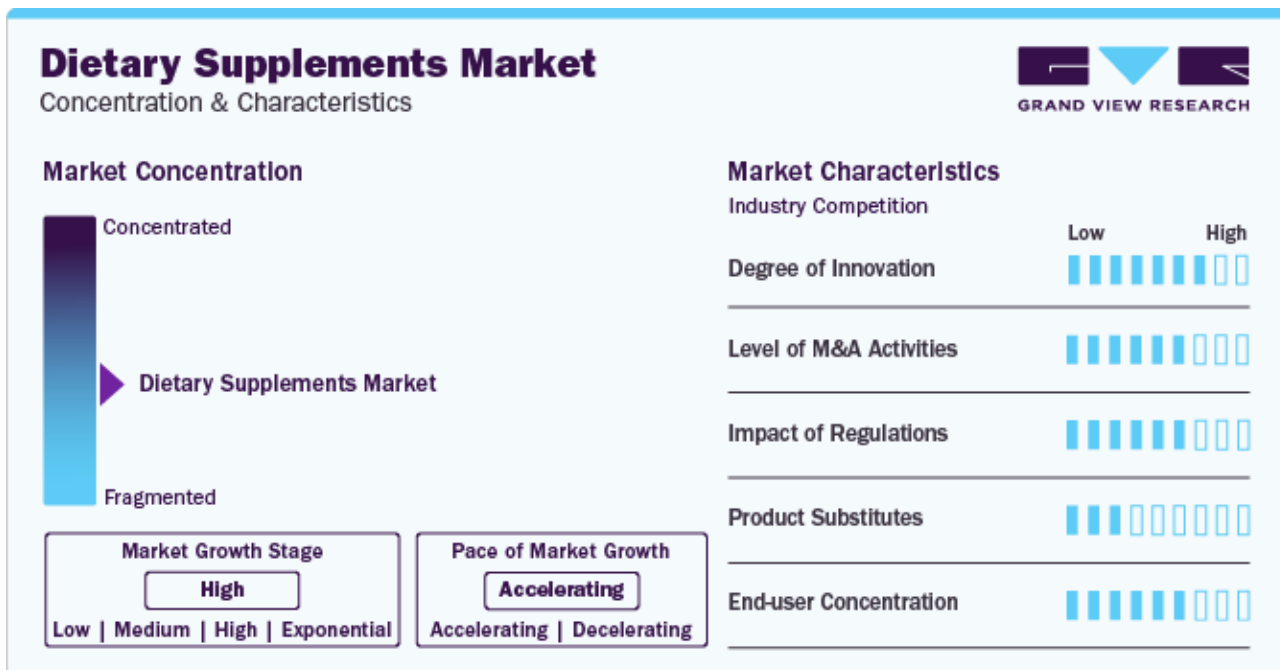 Dietary Supplements Market
Concentration & Characteristics
GRAND VIEW RESEARCH
Market Concentration
Concentrated
Dietary Supplements Market
Fragmented
Market Growth Stage
High
Low | Medium | High | Exponential
Pace of Market Growth
Accelerating
Accelerating | Decelerating
Market Characteristics
Industry Competition
Low High
Degree of Innovation
Level of M&A Activities
Impact of Regulations
Product Substitutes
End-user Concentration